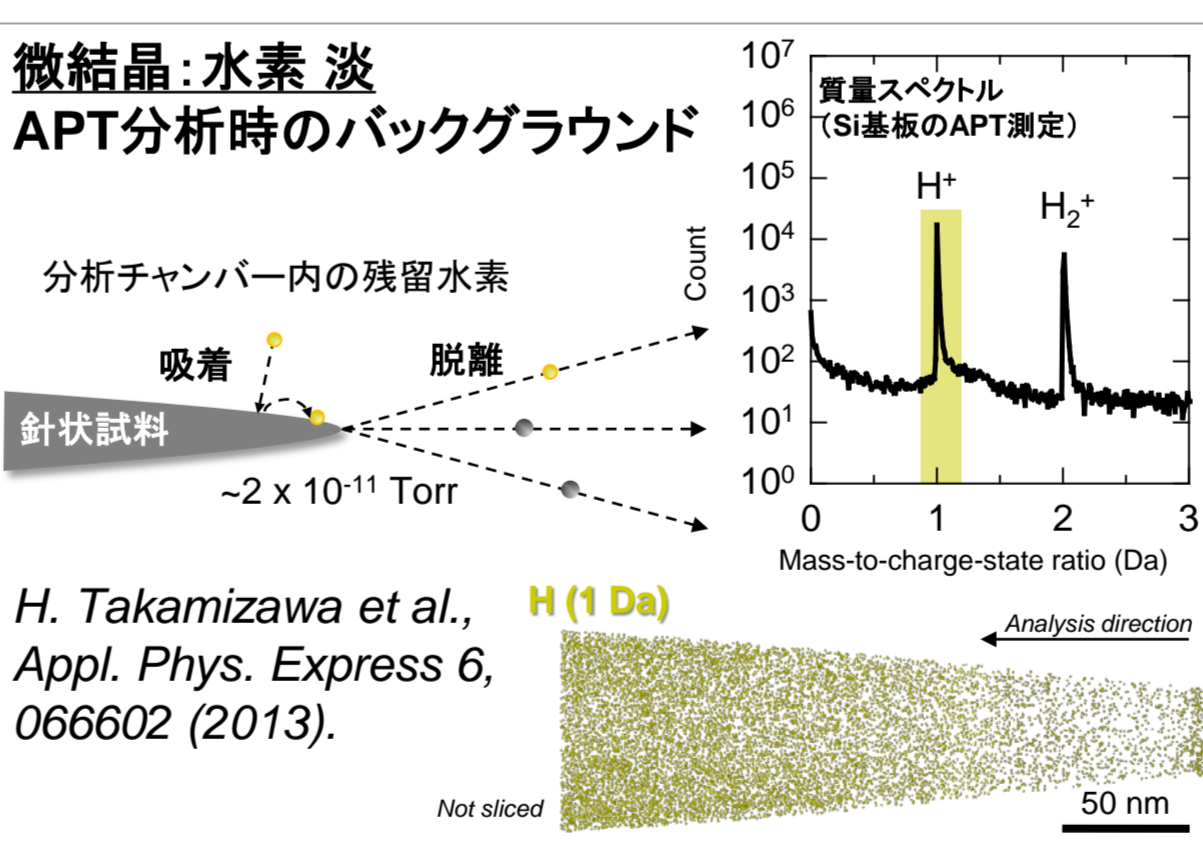 微結晶：水素 淡
APT分析時のバックグラウンド
分析チャンバー内の残留水素
吸着
脱離
針状試料
~2 x 10⁻¹¹ Torr
質量スペクトル
（Si基板のAPT測定）
H⁺
H₂⁺
Count
10⁷
10⁶
10⁵
10⁴
10³
10²
10¹
10⁰
0 1 2 3
Mass-to-charge-state ratio (Da)
H. Takamizawa et al.,
Appl. Phys. Express 6,
066602 (2013).
H (1 Da)
Analysis direction
Not sliced
50 nm